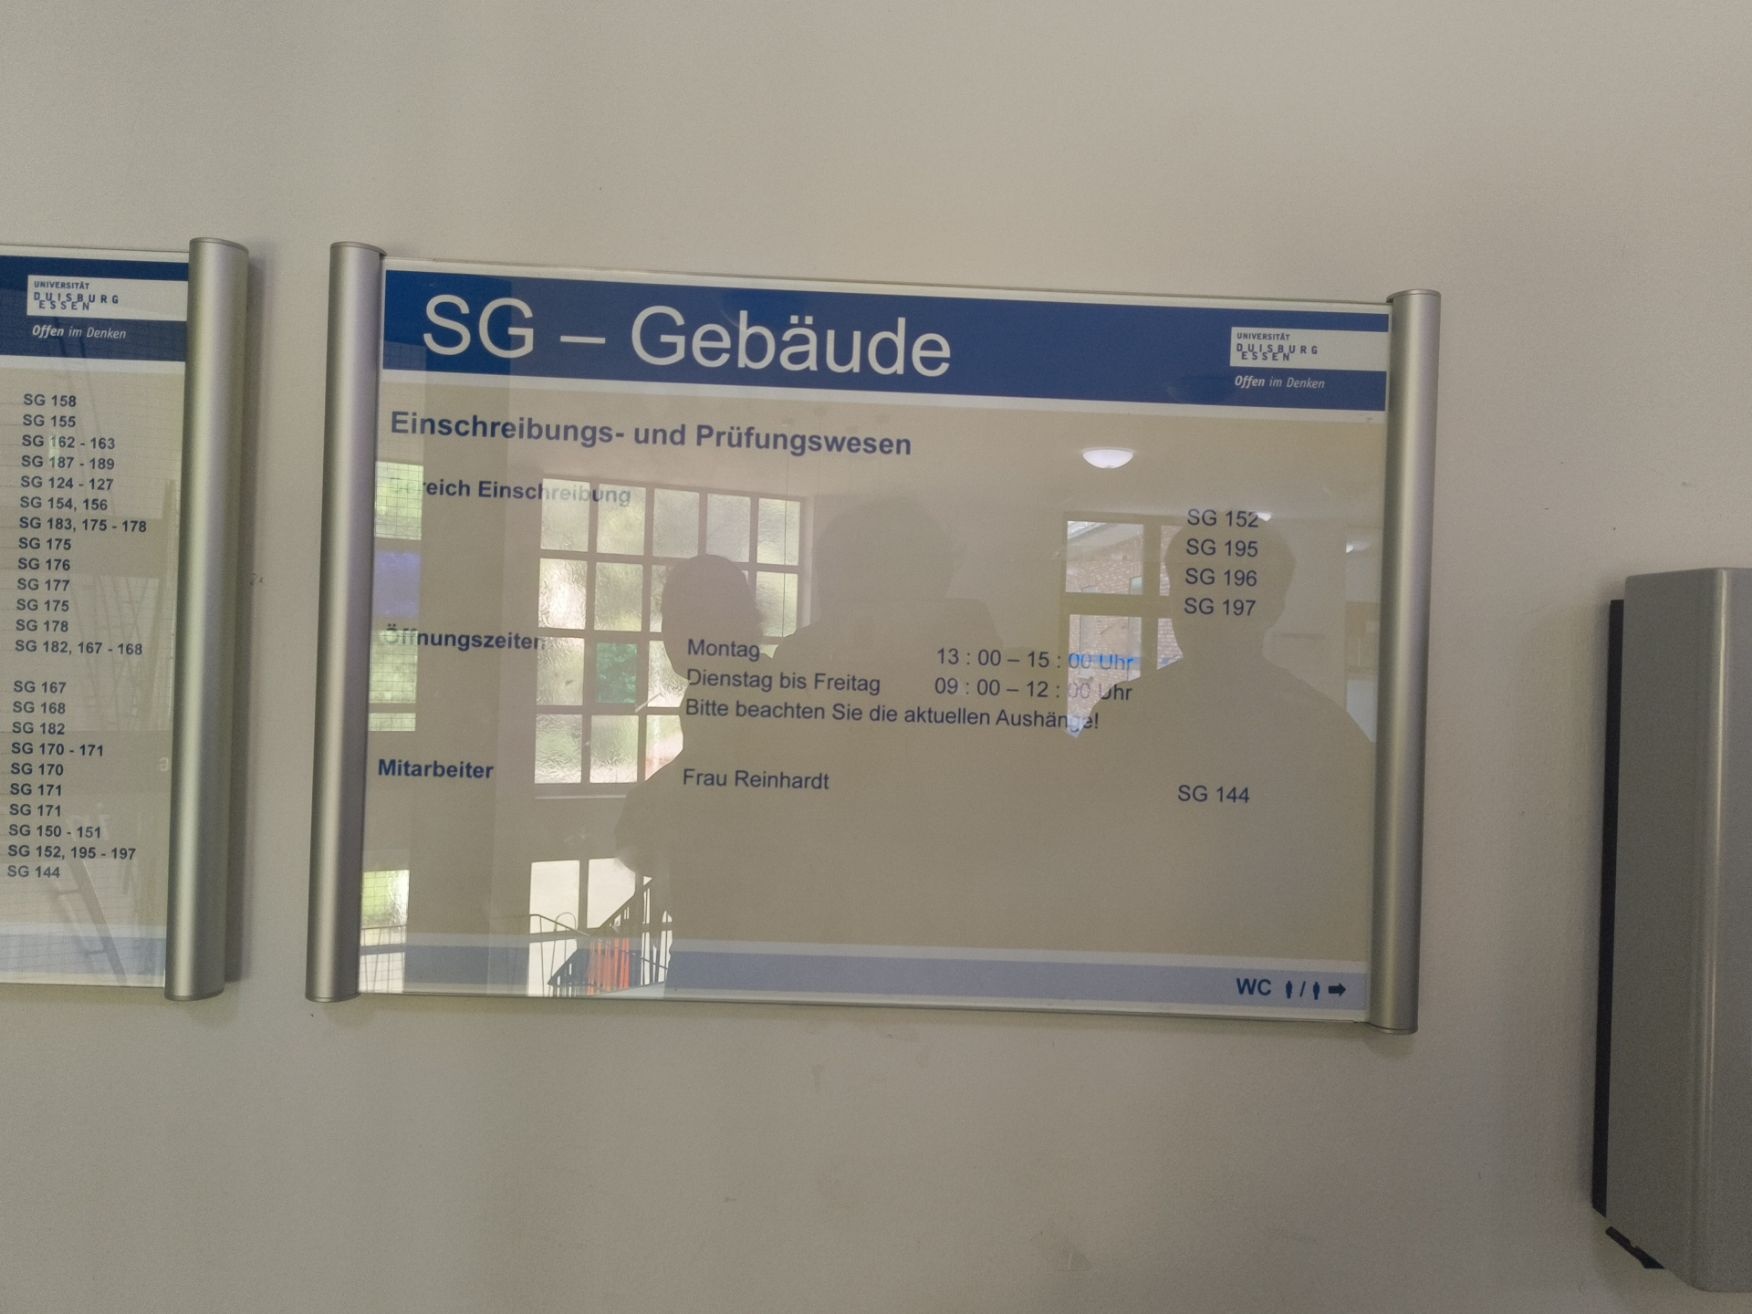 UNIVERSITÄT
DUISBURG
ESSEN
Offen im Denken
SG 158
SG 155
SG 162 - 163
SG 187 - 189
SG 124 - 127
SG 154, 156
SG 183, 175 - 178
SG 175
SG 176
SG 177
SG 175
SG 178
SG 182, 167 - 168
SG 167
SG 168
SG 182
SG 170 - 171
SG 170
SG 171
SG 171
SG 150 - 151
SG 152, 195 - 197
SG 144
SG – Gebäude
UNIVERSITÄT
DUISBURG
ESSEN
Offen im Denken
Einschreibungs- und Prüfungswesen
Bereich Einschreibung
SG 152
SG 195
SG 196
SG 197
Öffnungszeiten
Montag 13 : 00 – 15 : 00 Uhr
Dienstag bis Freitag 09 : 00 – 12 : 00 Uhr
Bitte beachten Sie die aktuellen Aushänge!
Mitarbeiter Frau Reinhardt SG 144
WC